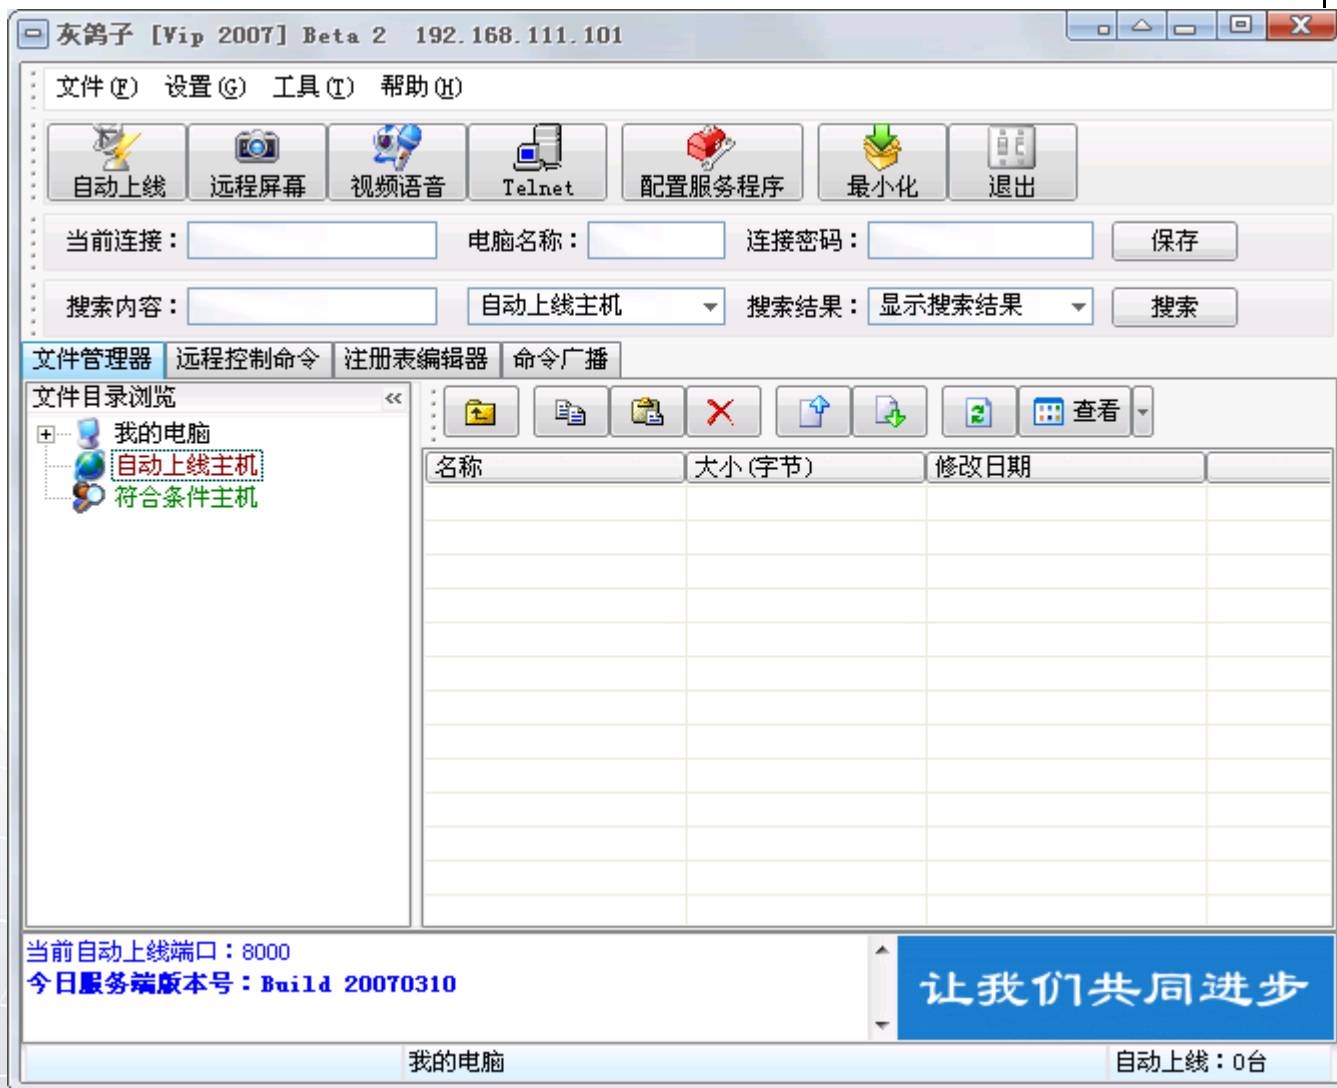 灰鸽子 [Vip 2007] Beta 2 192.168.111.101
文件(F) 设置(G) 工具(T) 帮助(H)
自动上线 远程屏幕 视频语音 Telnet 配置服务程序 最小化 退出
当前连接： 电脑名称： 连接密码： 保存
搜索内容： 自动上线主机 搜索结果： 显示搜索结果 搜索
文件管理器 远程控制命令 注册表编辑器 命令广播
文件目录浏览 «
查看
我的电脑
自动上线主机
符合条件主机
名称 大小(字节) 修改日期
当前自动上线端口：8000
今日服务端版本号：Build 20070310
让我们共同进步
我的电脑 自动上线：0台